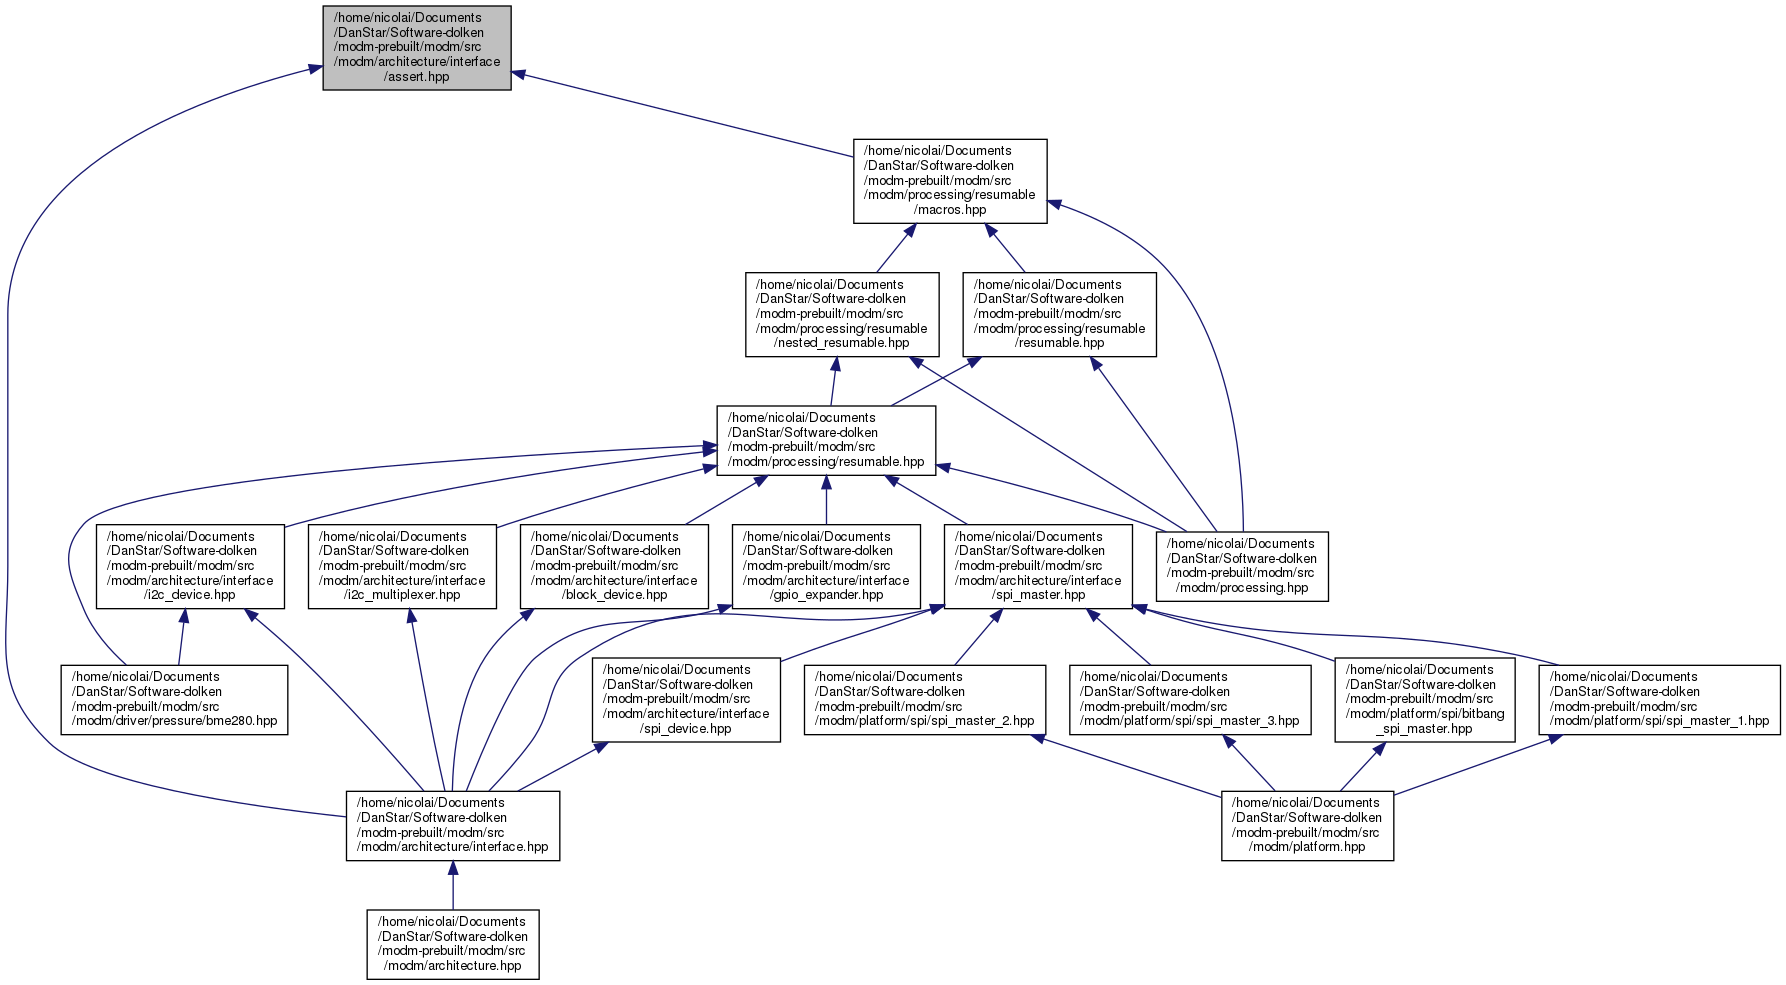 /home/nicolai/Documents
/DanStar/Software-dolken
/modm-prebuilt/modm/src
/modm/architecture/interface
/assert.hpp
/home/nicolai/Documents
/DanStar/Software-dolken
/modm-prebuilt/modm/src
/modm/processing/resumable
/macros.hpp
/home/nicolai/Documents
/DanStar/Software-dolken
/modm-prebuilt/modm/src
/modm/processing/resumable
/nested_resumable.hpp
/home/nicolai/Documents
/DanStar/Software-dolken
/modm-prebuilt/modm/src
/modm/processing/resumable
/resumable.hpp
/home/nicolai/Documents
/DanStar/Software-dolken
/modm-prebuilt/modm/src
/modm/processing/resumable.hpp
/home/nicolai/Documents
/DanStar/Software-dolken
/modm-prebuilt/modm/src
/modm/architecture/interface
/i2c_device.hpp
/home/nicolai/Documents
/DanStar/Software-dolken
/modm-prebuilt/modm/src
/modm/architecture/interface
/i2c_multiplexer.hpp
/home/nicolai/Documents
/DanStar/Software-dolken
/modm-prebuilt/modm/src
/modm/architecture/interface
/block_device.hpp
/home/nicolai/Documents
/DanStar/Software-dolken
/modm-prebuilt/modm/src
/modm/architecture/interface
/gpio_expander.hpp
/home/nicolai/Documents
/DanStar/Software-dolken
/modm-prebuilt/modm/src
/modm/architecture/interface
/spi_master.hpp
/home/nicolai/Documents
/DanStar/Software-dolken
/modm-prebuilt/modm/src
/modm/processing.hpp
/home/nicolai/Documents
/DanStar/Software-dolken
/modm-prebuilt/modm/src
/modm/driver/pressure/bme280.hpp
/home/nicolai/Documents
/DanStar/Software-dolken
/modm-prebuilt/modm/src
/modm/architecture/interface
/spi_device.hpp
/home/nicolai/Documents
/DanStar/Software-dolken
/modm-prebuilt/modm/src
/modm/platform/spi/spi_master_2.hpp
/home/nicolai/Documents
/DanStar/Software-dolken
/modm-prebuilt/modm/src
/modm/platform/spi/spi_master_3.hpp
/home/nicolai/Documents
/DanStar/Software-dolken
/modm-prebuilt/modm/src
/modm/platform/spi/bitbang
_spi_master.hpp
/home/nicolai/Documents
/DanStar/Software-dolken
/modm-prebuilt/modm/src
/modm/platform/spi/spi_master_1.hpp
/home/nicolai/Documents
/DanStar/Software-dolken
/modm-prebuilt/modm/src
/modm/architecture/interface.hpp
/home/nicolai/Documents
/DanStar/Software-dolken
/modm-prebuilt/modm/src
/modm/platform.hpp
/home/nicolai/Documents
/DanStar/Software-dolken
/modm-prebuilt/modm/src
/modm/architecture.hpp